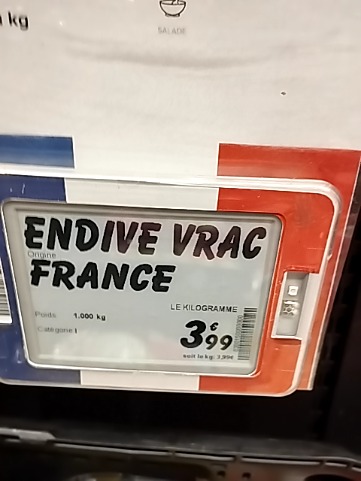 kg
SALADE
ENDIVE VRAC
Origine
FRANCE
LE KILOGRAMME
Poids 1.000 kg
Catégorie I
3€99
soit le kg: 3,99€